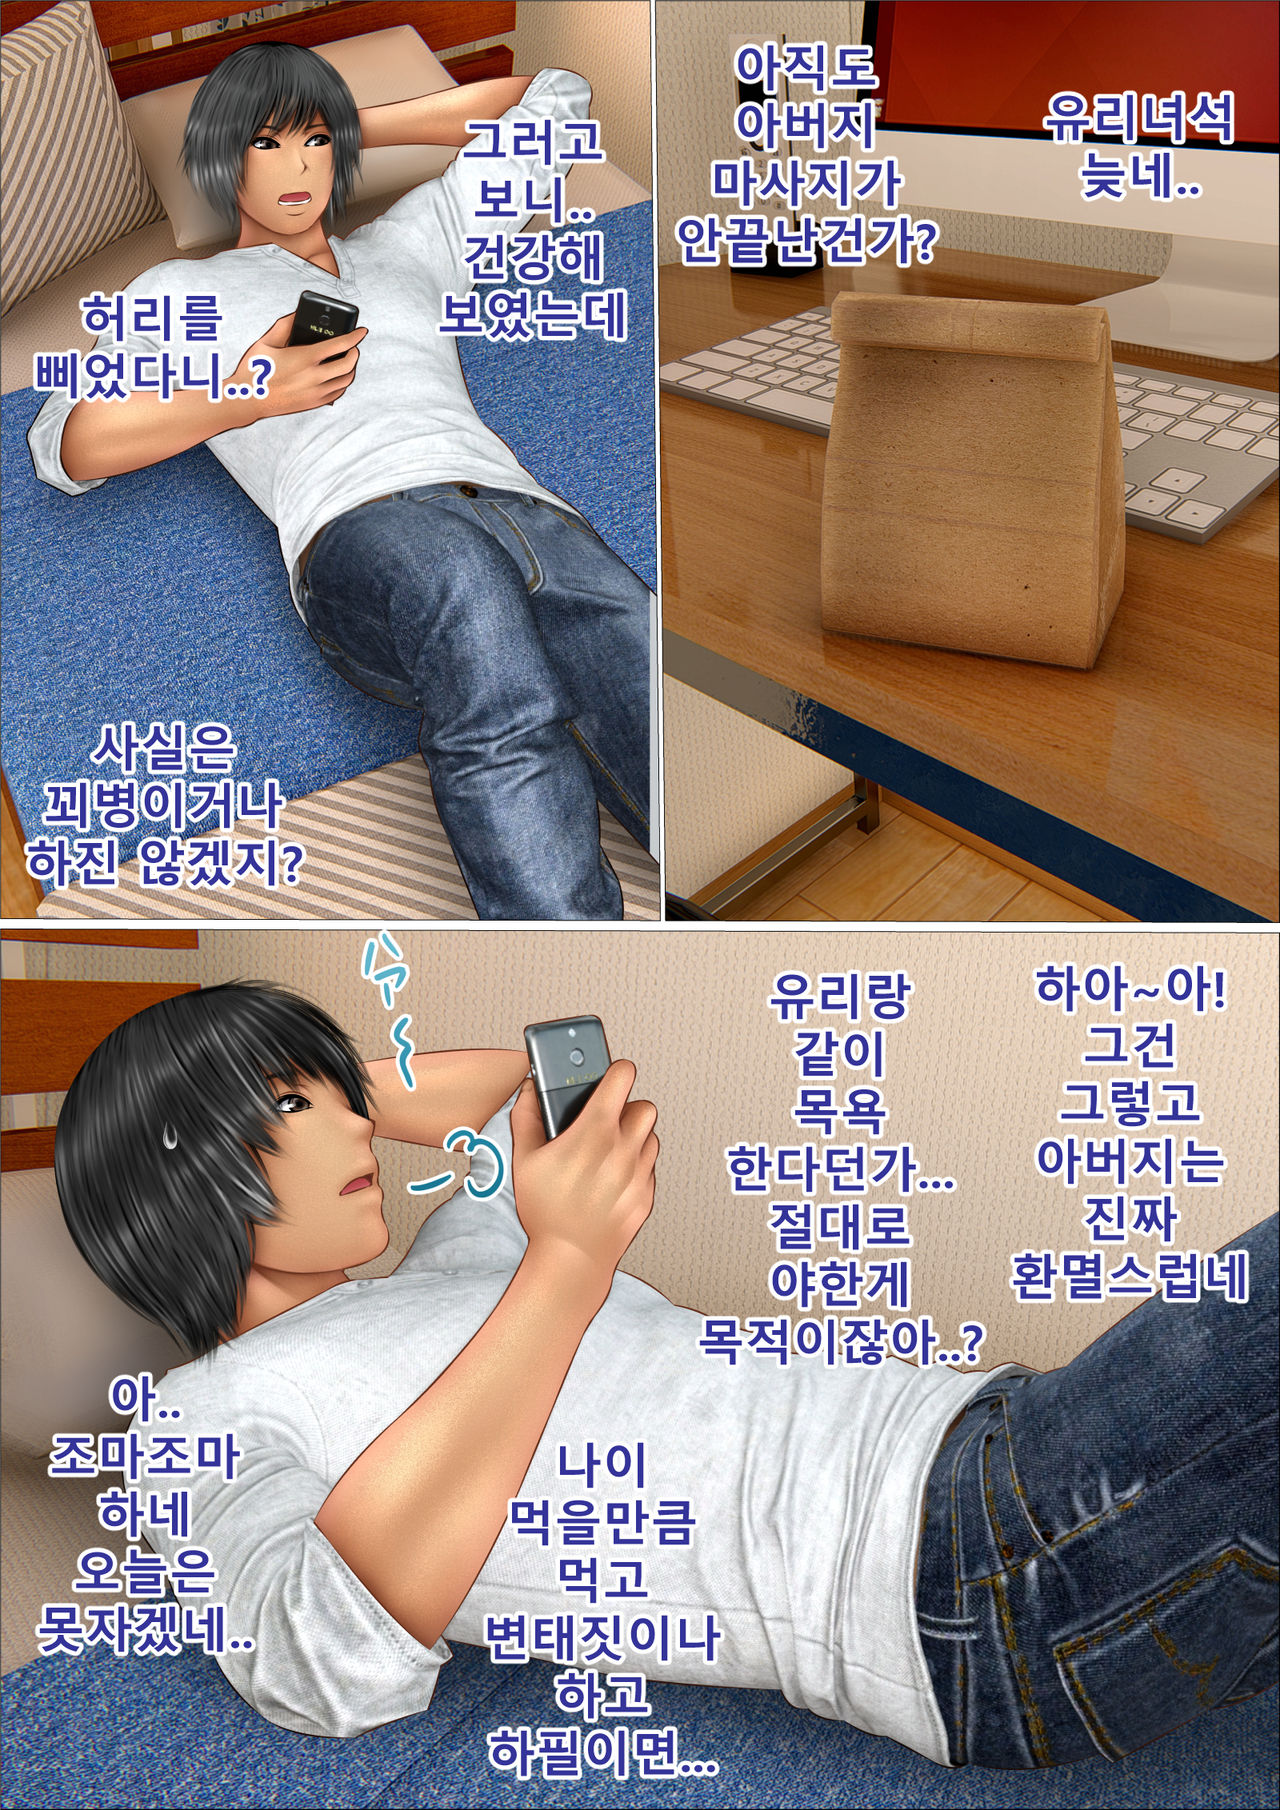 유리녀석
늦네..
아직도
아버지
마사지가
안끝난건가?
그러고
보니..
건강해
보였는데
허리를
삐었다니..?
사실은
꾀병이거나
하진 않겠지?
하아~아!
그건
그렇고
아버지는
진짜
환멸스럽네
유리랑
같이
목욕
한다던가...
절대로
야한게
목적이잖아..?
ハァ〜
나이
먹을만큼
먹고
변태짓이나
하고
하필이면...
아..
조마조마
하네
오늘은
못자겠네..